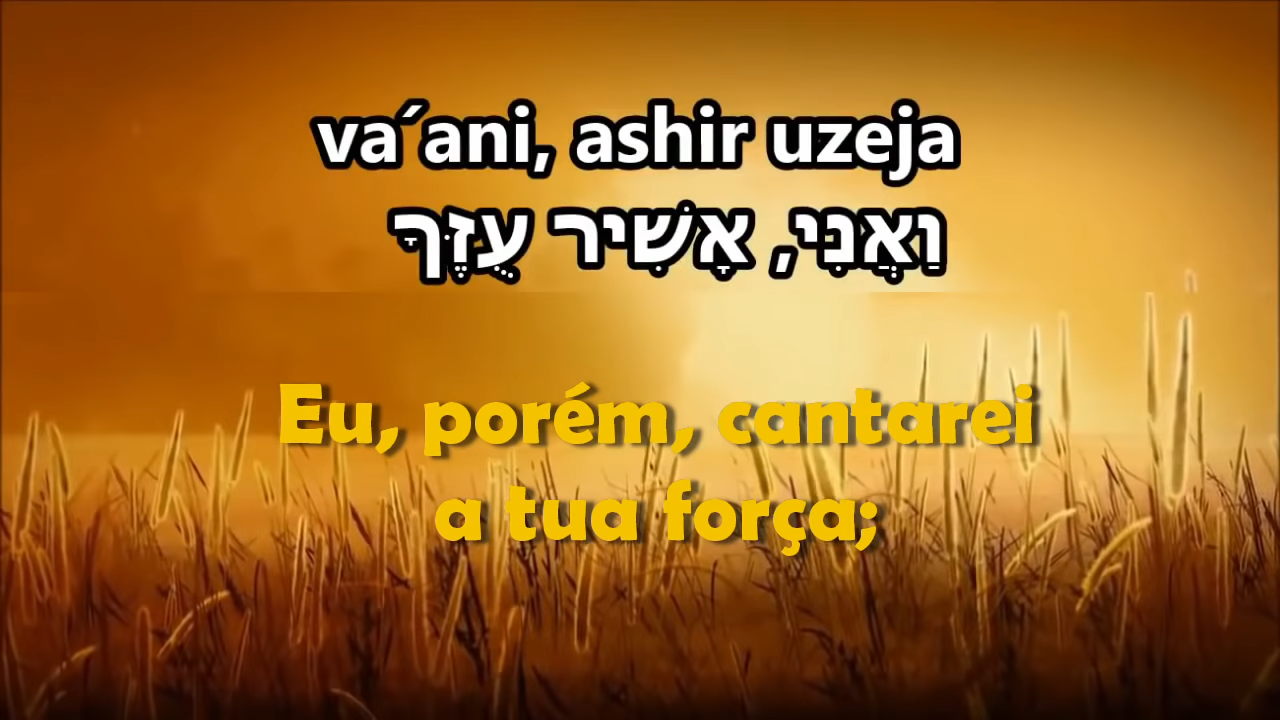 va´ani, ashir uzeja
וַאֲנִי, אָשִׁיר עֻזֶּךָ
Eu, porém, cantarei
a tua força;